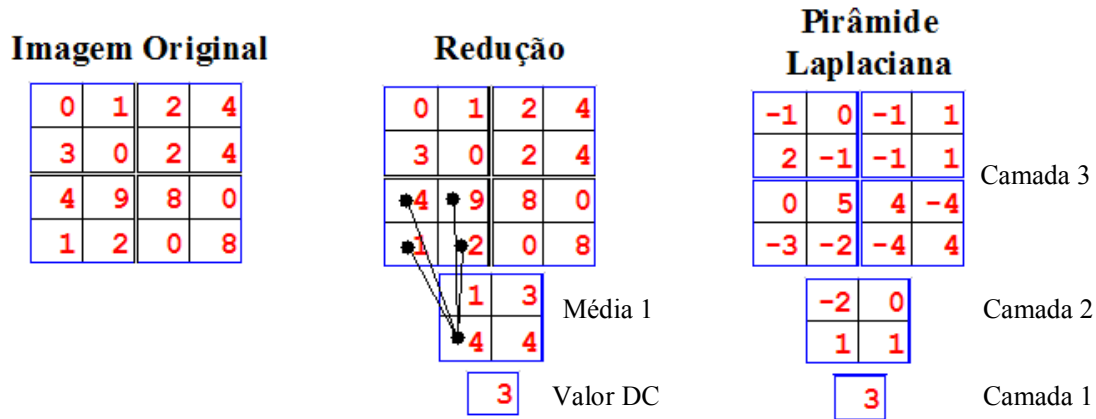 Imagem Original
0 1 2 4
3 0 2 4
4 9 8 0
1 2 0 8
Redução
0 1 2 4
3 0 2 4
4 9 8 0
1 2 0 8
1 3
4 4
Média 1
3
Valor DC
Pirâmide
Laplaciana
-1 0 -1 1
2 -1 -1 1
0 5 4 -4
-3 -2 -4 4
Camada 3
-2 0
1 1
Camada 2
3
Camada 1